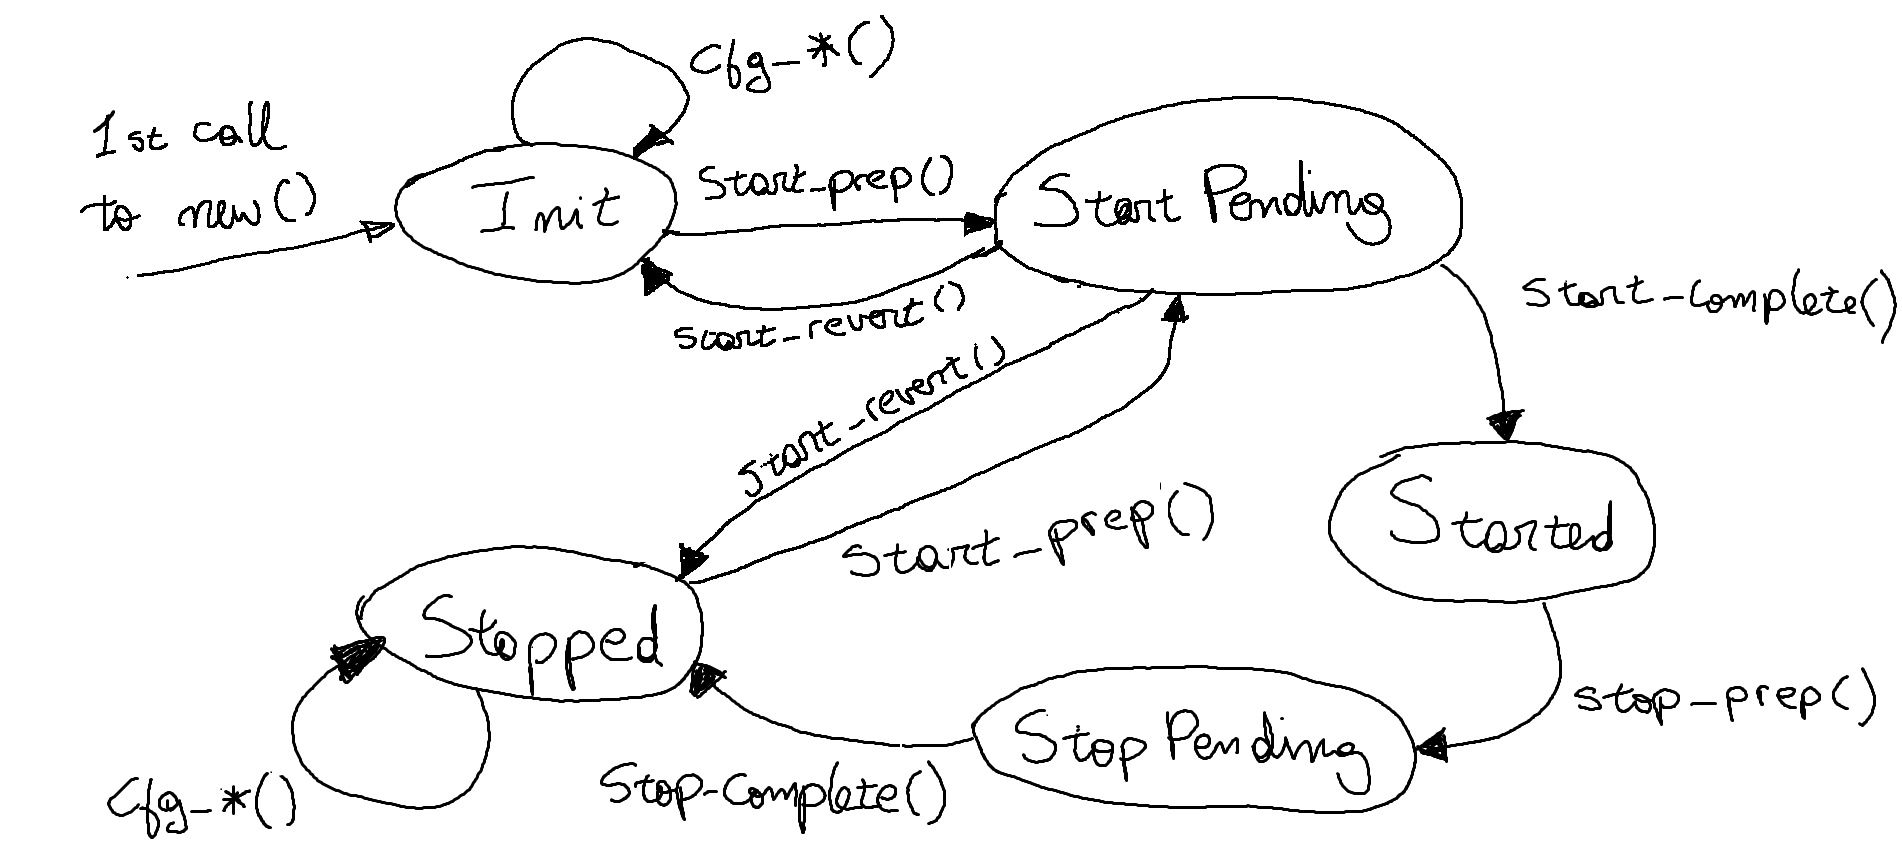 Cfg_*()
1st call
to new()
Init
Start_prep()
Start Pending
start_revert()
Start-Complete()
Start_revert()
Start_prep()
Started
Stopped
stop_prep()
Stop Pending
Stop-Complete()
Cfg_*()